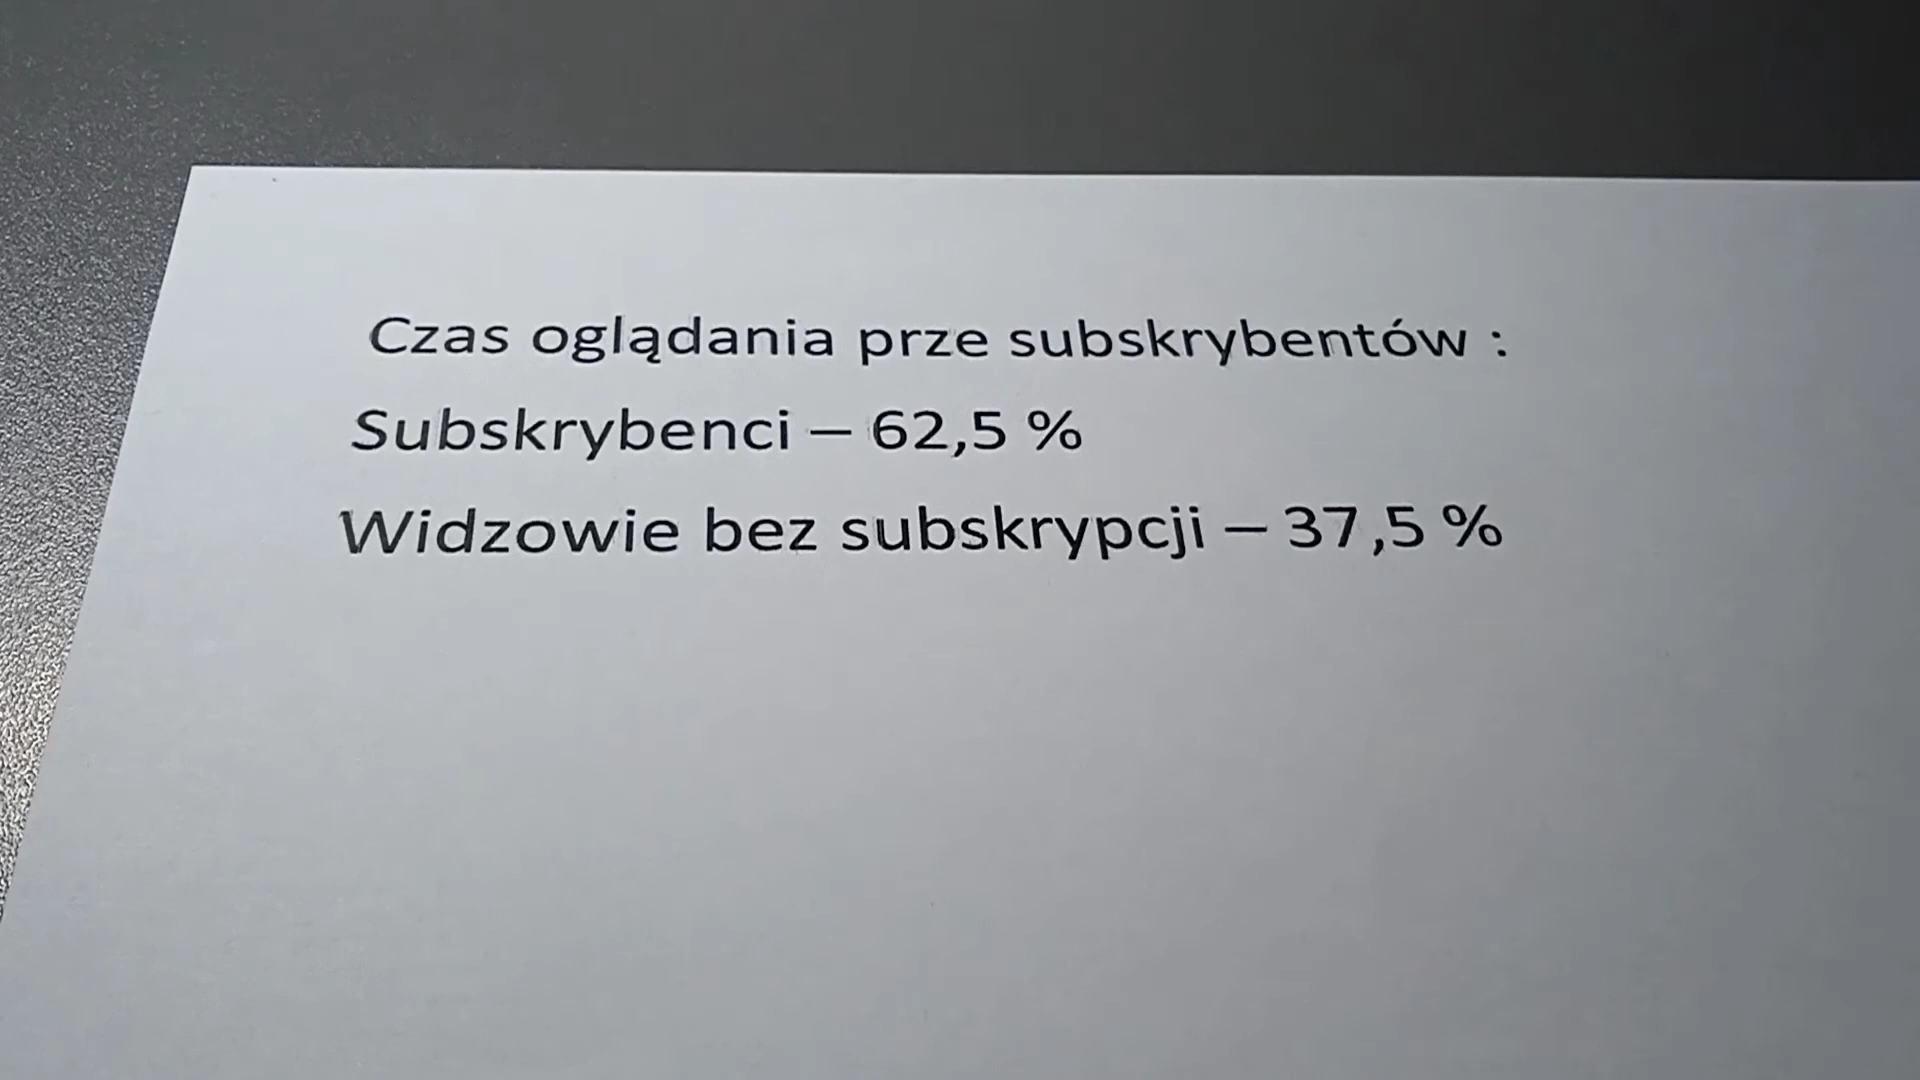 Czas oglądania prze subskrybentów :
Subskrybenci – 62,5 %
Widzowie bez subskrypcji – 37,5 %